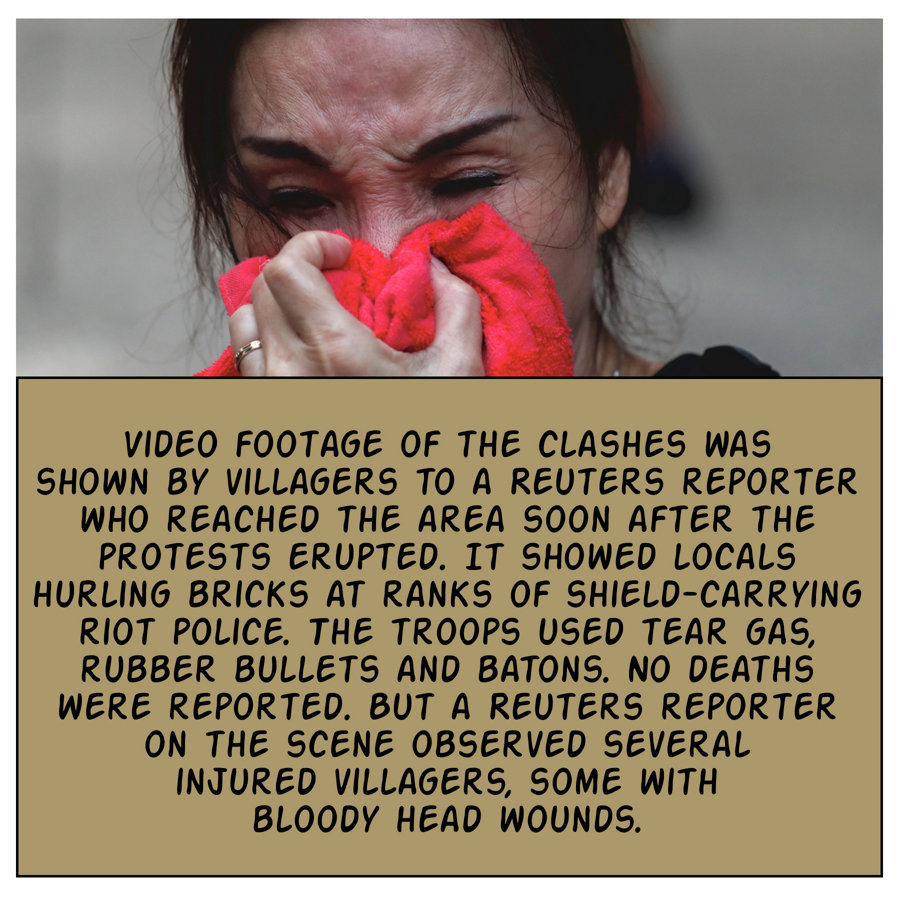 VIDEO FOOTAGE OF THE CLASHES WAS
SHOWN BY VILLAGERS TO A REUTERS REPORTER
WHO REACHED THE AREA SOON AFTER THE
PROTESTS ERUPTED. IT SHOWED LOCALS
HURLING BRICKS AT RANKS OF SHIELD-CARRYING
RIOT POLICE. THE TROOPS USED TEAR GAS,
RUBBER BULLETS AND BATONS. NO DEATHS
WERE REPORTED. BUT A REUTERS REPORTER
ON THE SCENE OBSERVED SEVERAL
INJURED VILLAGERS, SOME WITH
BLOODY HEAD WOUNDS.